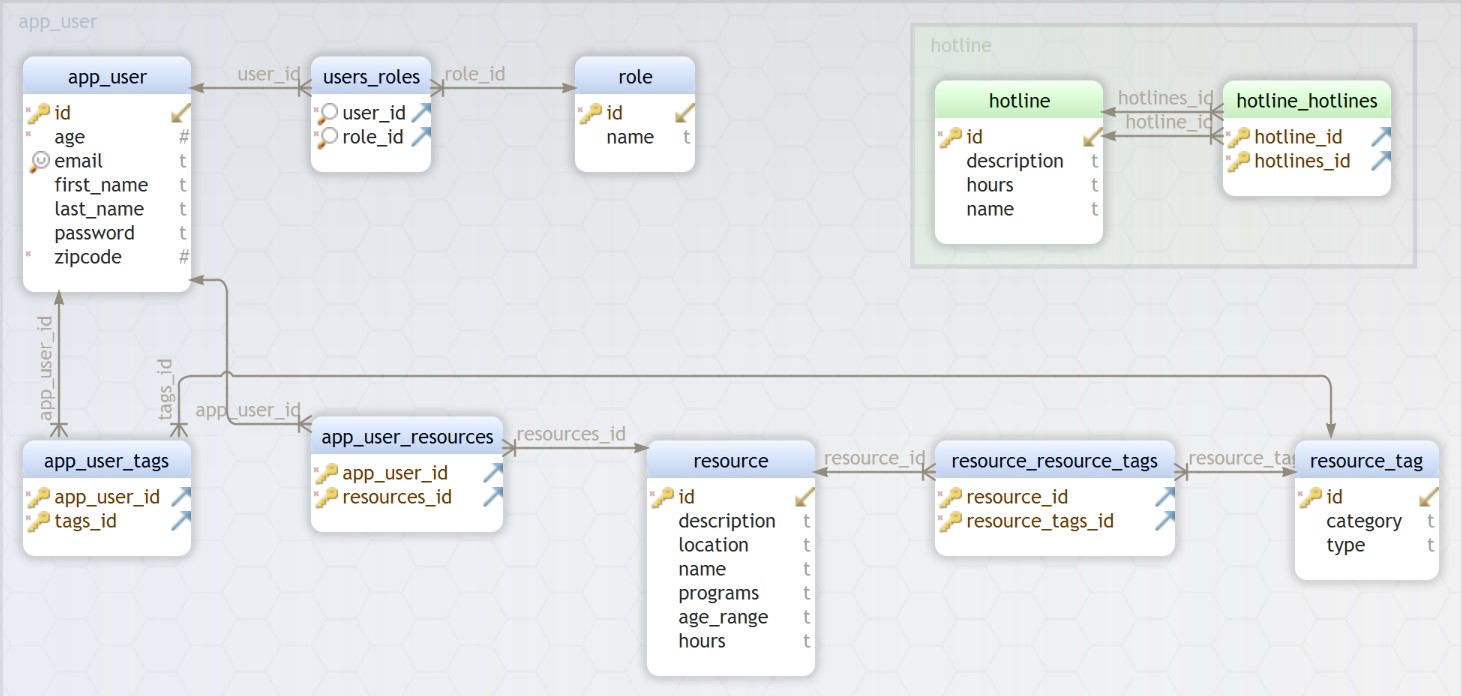 app_user
app_user
id
age #
email t
first_name t
last_name t
password t
zipcode #
user_id
users_roles
user_id
role_id
role_id
role
id
name t
hotline
hotline
id
description t
hours t
name t
hotlines_id
hotline_id
hotline_hotlines
hotline_id
hotlines_id
app_user_id
tags_id
app_user_id
app_user_tags
app_user_id
tags_id
app_user_resources
app_user_id
resources_id
resources_id
resource
id
description t
location t
name t
programs t
age_range t
hours t
resource_id
resource_resource_tags
resource_id
resource_tags_id
resource_tag
resource_tag
id
category t
type t